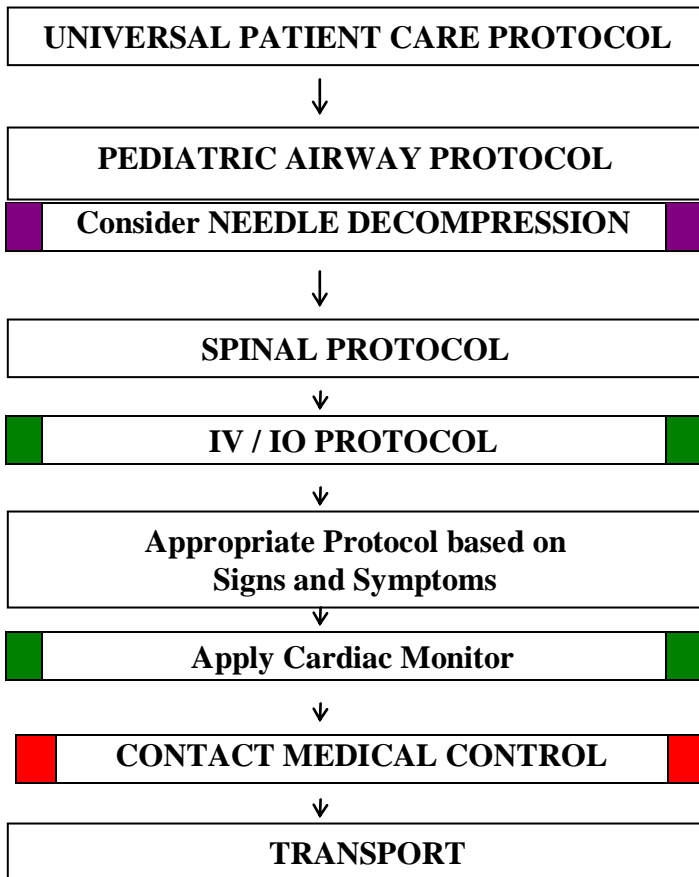 UNIVERSAL PATIENT CARE PROTOCOL
PEDIATRIC AIRWAY PROTOCOL
Consider NEEDLE DECOMPRESSION
SPINAL PROTOCOL
IV / IO PROTOCOL
Appropriate Protocol based on
Signs and Symptoms
Apply Cardiac Monitor
CONTACT MEDICAL CONTROL
TRANSPORT